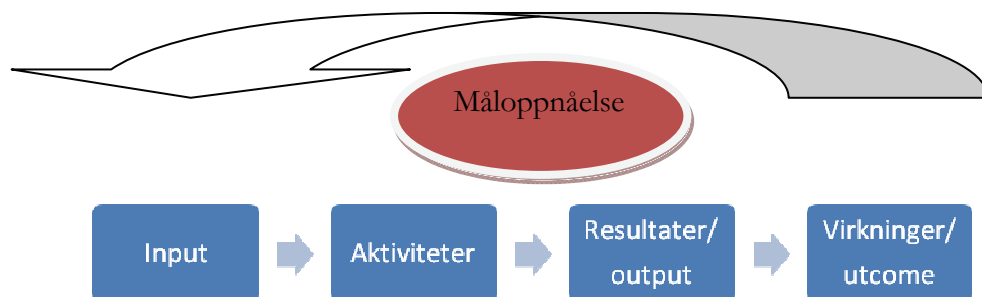 Måloppnåelse
Input
Aktiviteter
Resultater/
output
Virkninger/
utcome